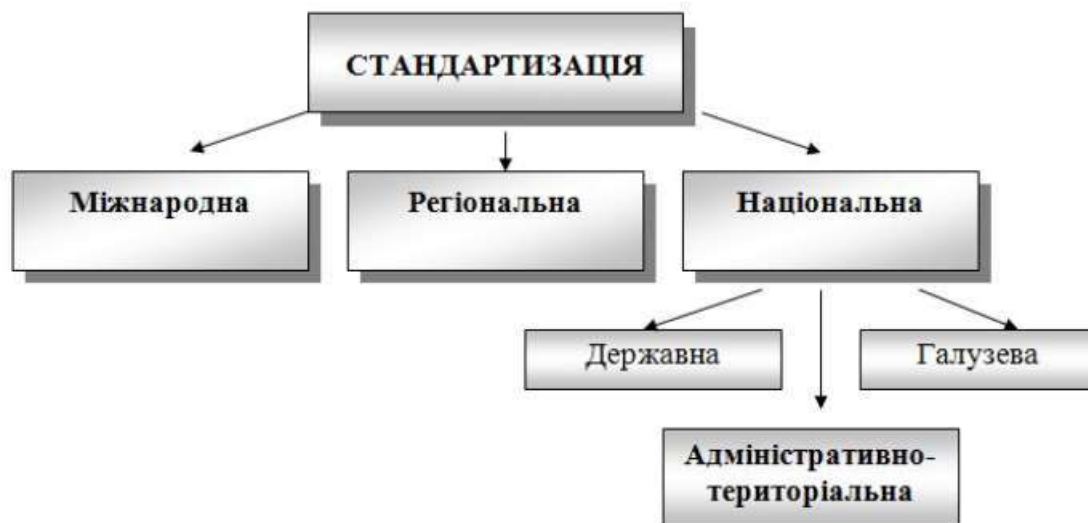 СТАНДАРТИЗАЦІЯ
Міжнародна
Регіональна
Національна
Державна
Галузева
Адміністративно-
територіальна